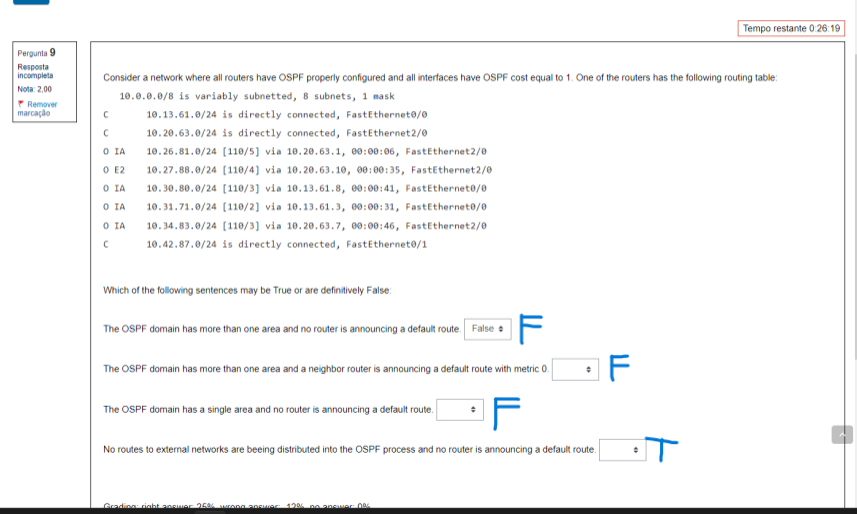 Tempo restante 0:26:19
Pergunta 9
Resposta
incompleta
Nota: 2,00
Remover
marcação
Consider a network where all routers have OSPF properly configured and all interfaces have OSPF cost equal to 1. One of the routers has the following routing table:
10.0.0.0/8 is variably subnetted, 8 subnets, 1 mask
C 10.13.61.0/24 is directly connected, FastEthernet0/0
C 10.20.63.0/24 is directly connected, FastEthernet2/0
O IA 10.26.81.0/24 [110/5] via 10.20.63.1, 00:00:06, FastEthernet2/0
O E2 10.27.88.0/24 [110/4] via 10.20.63.10, 00:00:35, FastEthernet2/0
O IA 10.30.80.0/24 [110/3] via 10.13.61.8, 00:00:41, FastEthernet0/0
O IA 10.31.71.0/24 [110/2] via 10.13.61.3, 00:00:31, FastEthernet0/0
O IA 10.34.83.0/24 [110/3] via 10.20.63.7, 00:00:46, FastEthernet2/0
C 10.42.87.0/24 is directly connected, FastEthernet0/1
Which of the following sentences may be True or are definitively False:
The OSPF domain has more than one area and no router is announcing a default route. False F
The OSPF domain has more than one area and a neighbor router is announcing a default route with metric 0. F
The OSPF domain has a single area and no router is announcing a default route. F
No routes to external networks are beeing distributed into the OSPF process and no router is announcing a default route. T
Grading: right answer: 25%, wrong answer: -12%, no answer: 0%